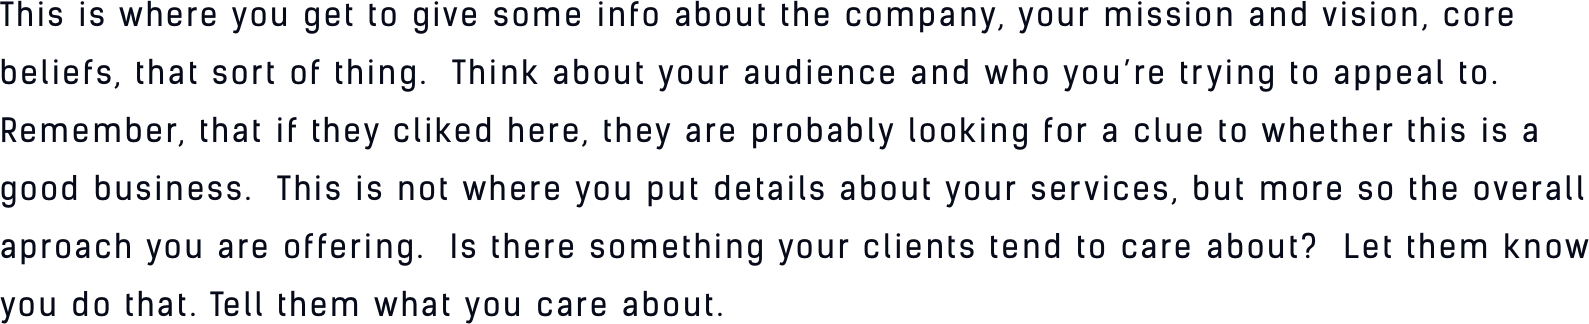 This is where you get to give some info about the company, your mission and vision, core
beliefs, that sort of thing.  Think about your audience and who you’re trying to appeal to.
Remember, that if they cliked here, they are probably looking for a clue to whether this is a
good business.  This is not where you put details about your services, but more so the overall
aproach you are offering.  Is there something your clients tend to care about?  Let them know
you do that. Tell them what you care about.